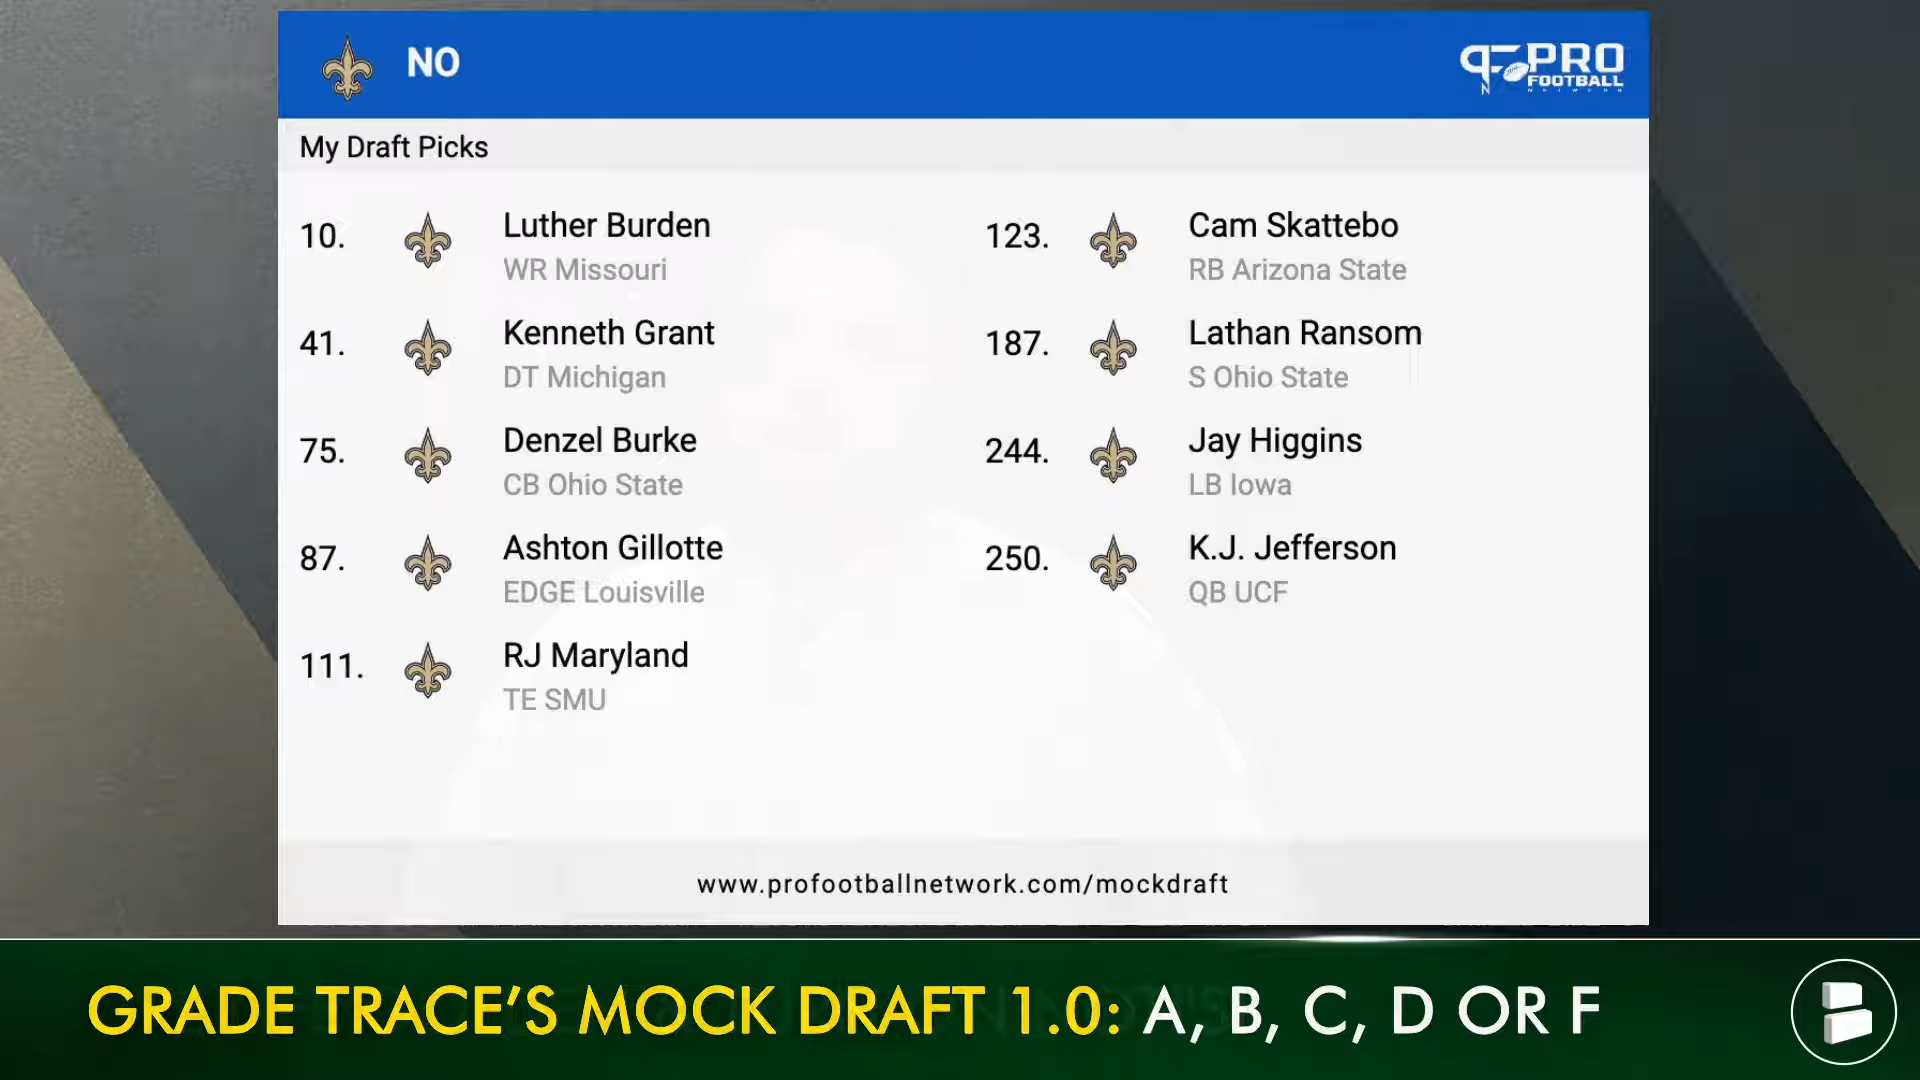 NO
PRO
FOOTBALL
NETWORK
My Draft Picks
10.
Luther Burden
WR Missouri
41.
Kenneth Grant
DT Michigan
75.
Denzel Burke
CB Ohio State
87.
Ashton Gillotte
EDGE Louisville
111.
RJ Maryland
TE SMU
123.
Cam Skattebo
RB Arizona State
187.
Lathan Ransom
S Ohio State
244.
Jay Higgins
LB Iowa
250.
K.J. Jefferson
QB UCF
www.profootballnetwork.com/mockdraft
GRADE TRACE’S MOCK DRAFT 1.0: A, B, C, D OR F